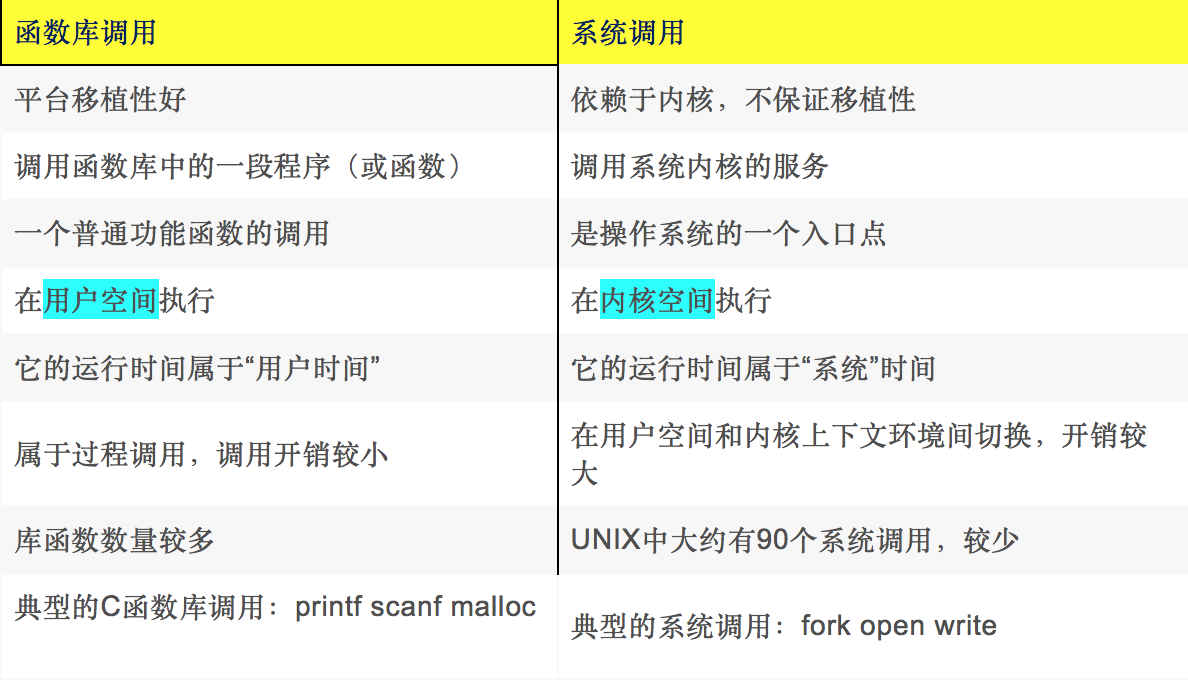 函数库调用
系统调用
平台移植性好
依赖于内核，不保证移植性
调用函数库中的一段程序（或函数）
调用系统内核的服务
一个普通功能函数的调用
是操作系统的一个入口点
在用户空间执行
在内核空间执行
它的运行时间属于“用户时间”
它的运行时间属于“系统”时间
属于过程调用，调用开销较小
在用户空间和内核上下文环境间切换，开销较
大
库函数数量较多
UNIX中大约有90个系统调用，较少
典型的C函数库调用：printf scanf malloc
典型的系统调用：fork open write